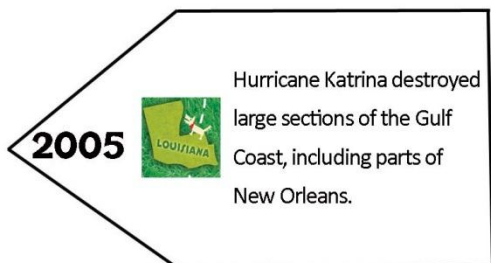 2005
LOUISIANA
Hurricane Katrina destroyed
large sections of the Gulf
Coast, including parts of
New Orleans.